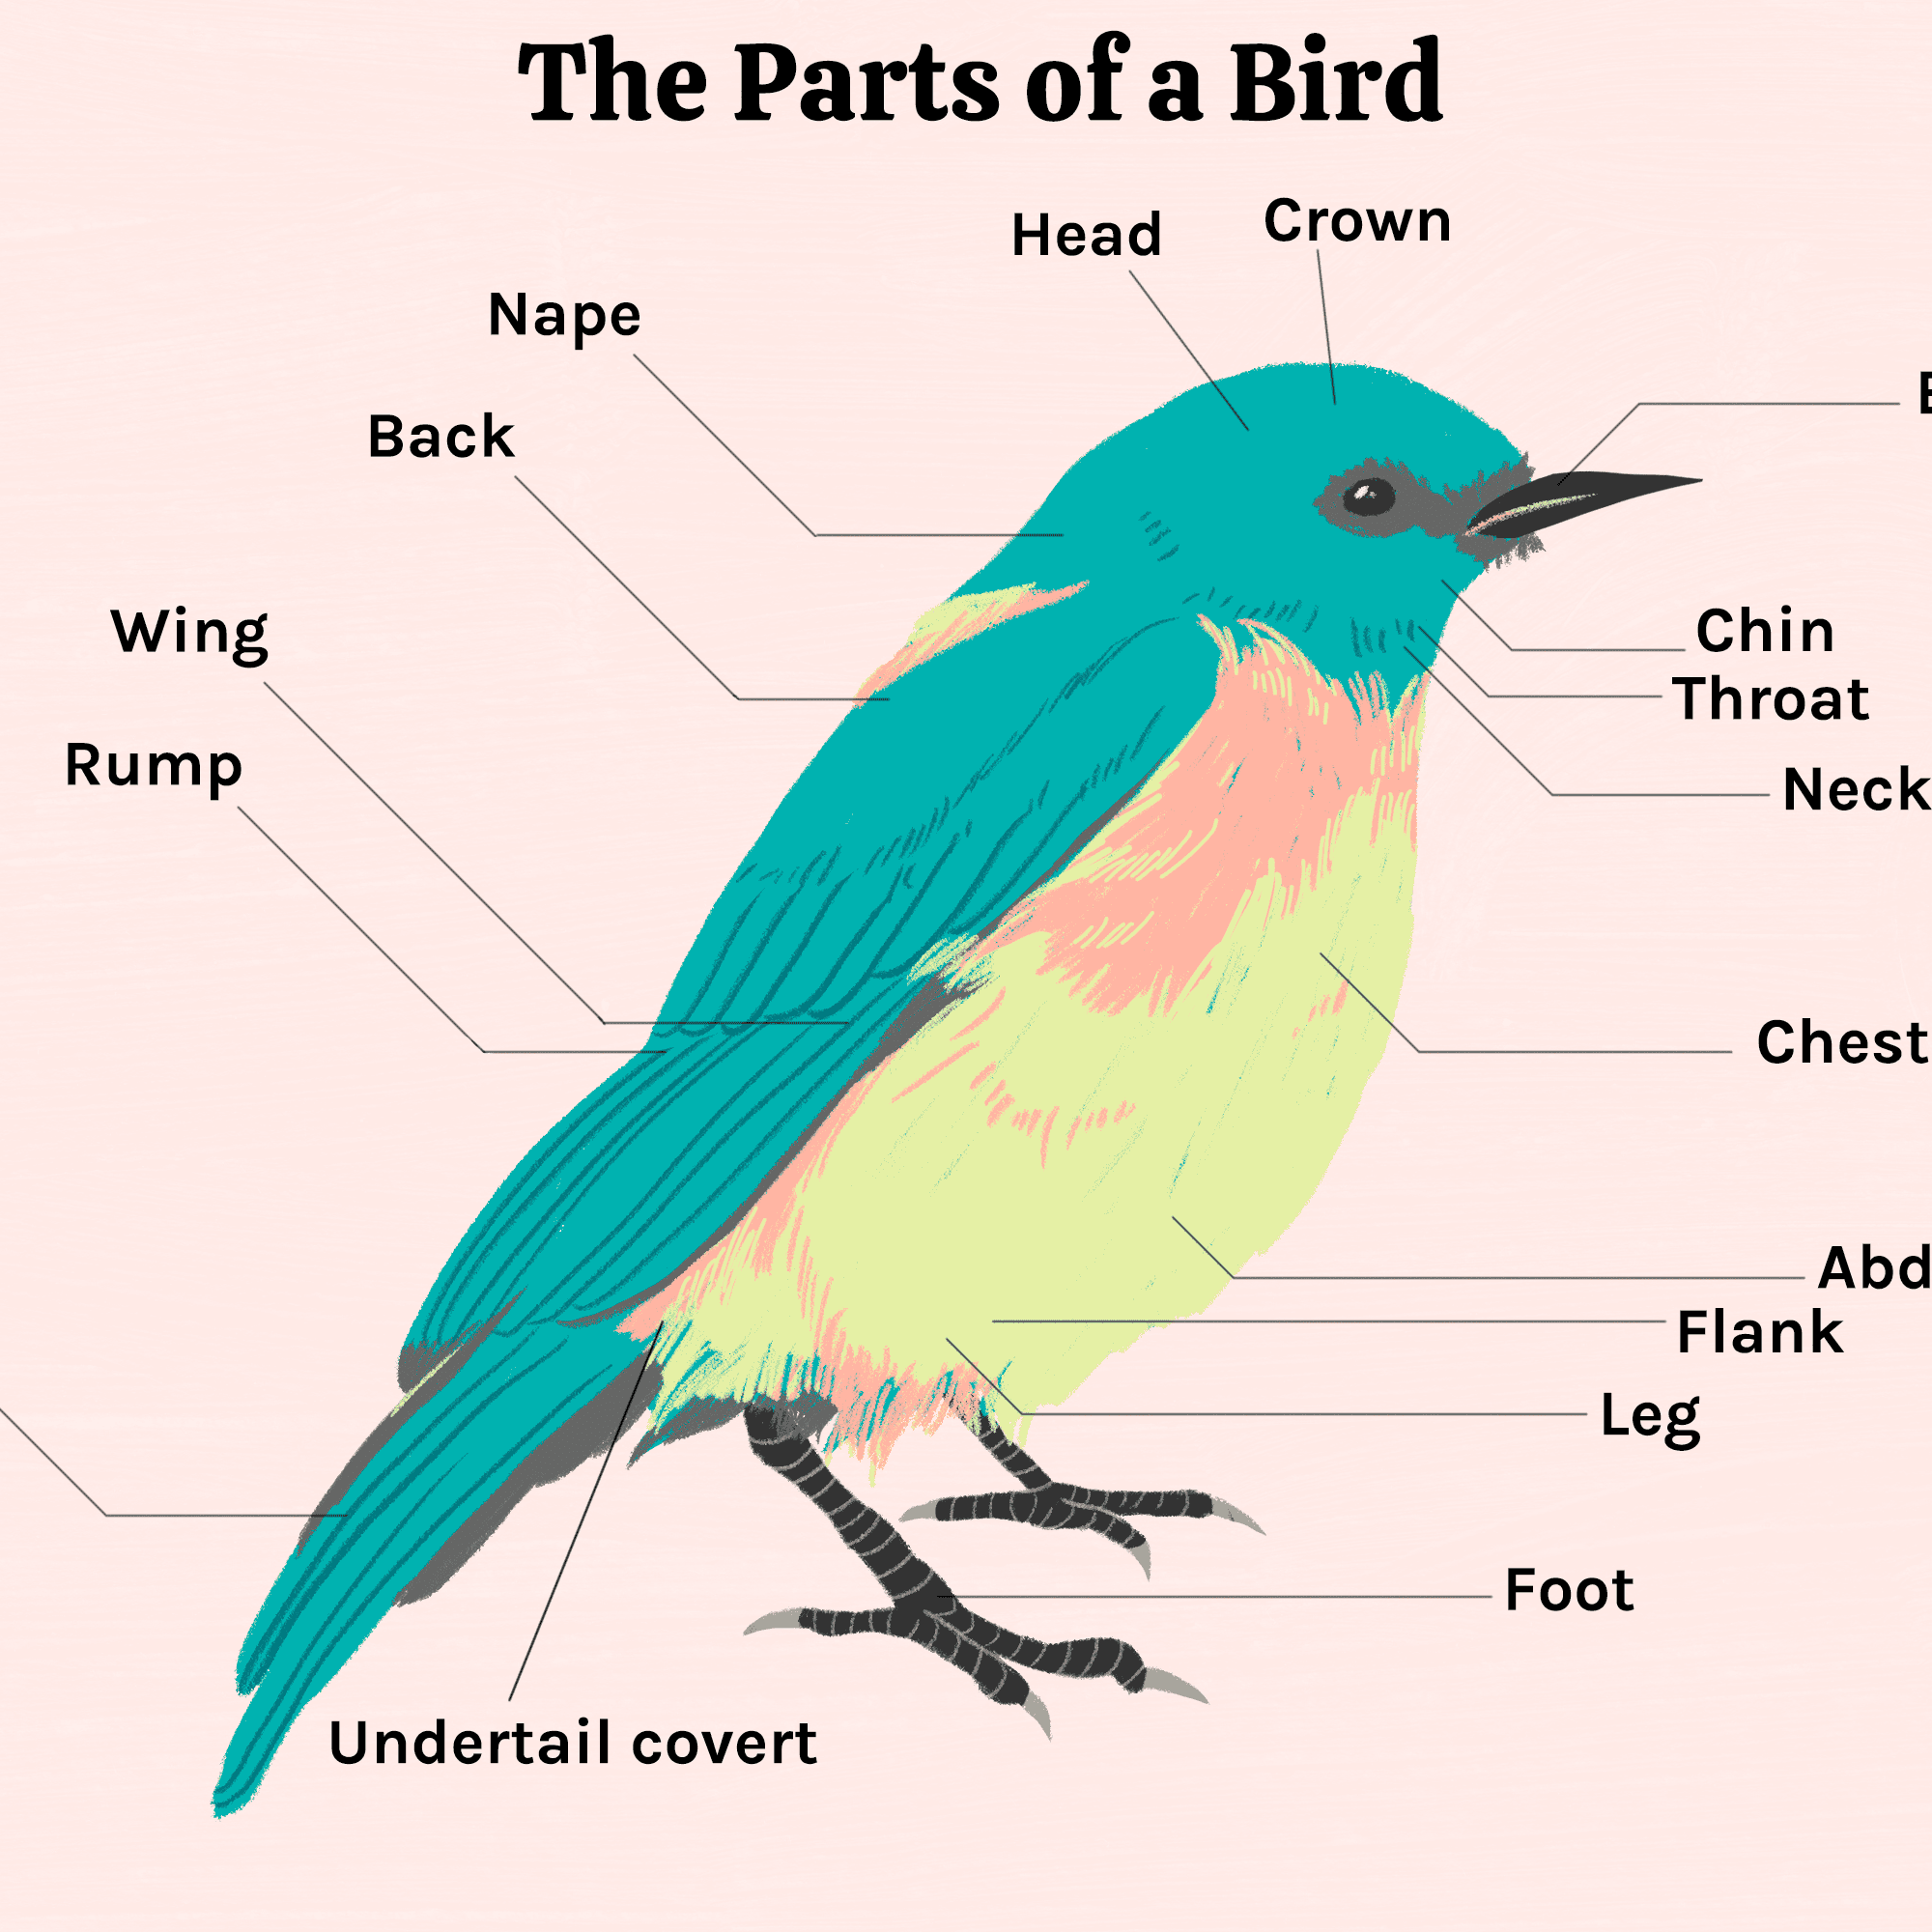 The Parts of a Bird
Head
Crown
Nape
Back
Wing
Rump
Chin
Throat
Neck
Chest
Abd
Flank
Leg
Foot
Undertail covert